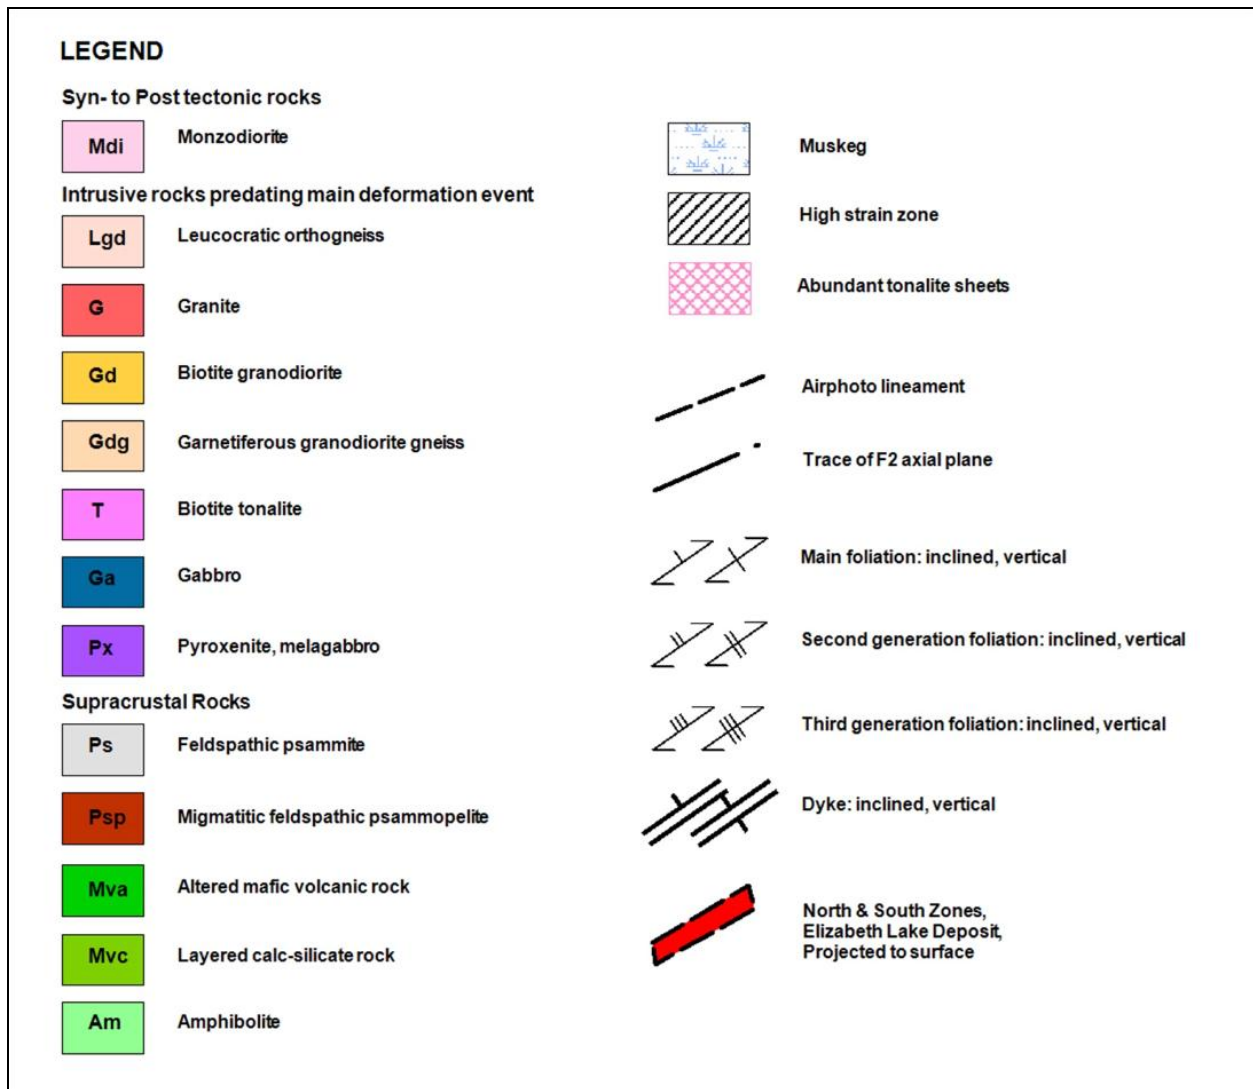 LEGEND
Syn- to Post tectonic rocks
Mdi Monzodiorite
Intrusive rocks predating main deformation event
Lgd Leucocratic orthogneiss
G Granite
Gd Biotite granodiorite
Gdg Garnetiferous granodiorite gneiss
T Biotite tonalite
Ga Gabbro
Px Pyroxenite, melagabbro
Supracrustal Rocks
Ps Feldspathic psammite
Psp Migmatitic feldspathic psammopelite
Mva Altered mafic volcanic rock
Mvc Layered calc-silicate rock
Am Amphibolite
Muskeg
High strain zone
Abundant tonalite sheets
Airphoto lineament
Trace of F2 axial plane
Main foliation: inclined, vertical
Second generation foliation: inclined, vertical
Third generation foliation: inclined, vertical
Dyke: inclined, vertical
North & South Zones,
Elizabeth Lake Deposit,
Projected to surface